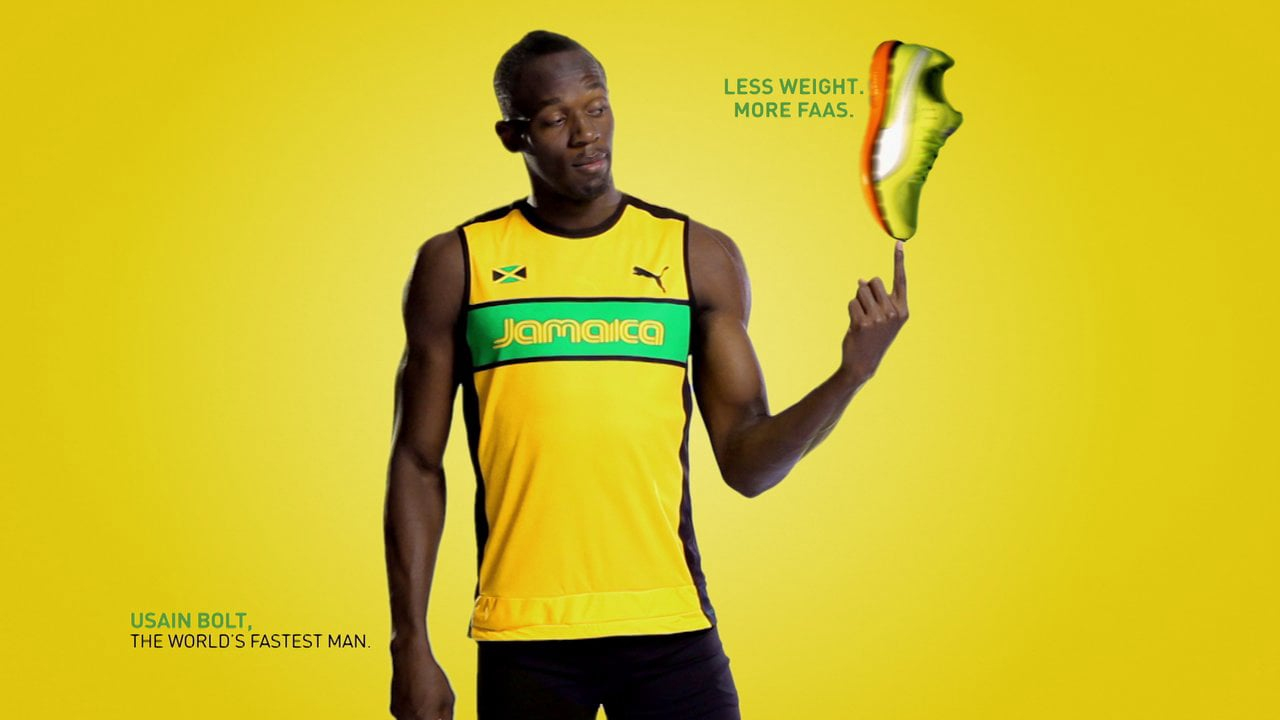 LESS WEIGHT.
MORE FAAS.
Jamaica
USAIN BOLT,
THE WORLD'S FASTEST MAN.